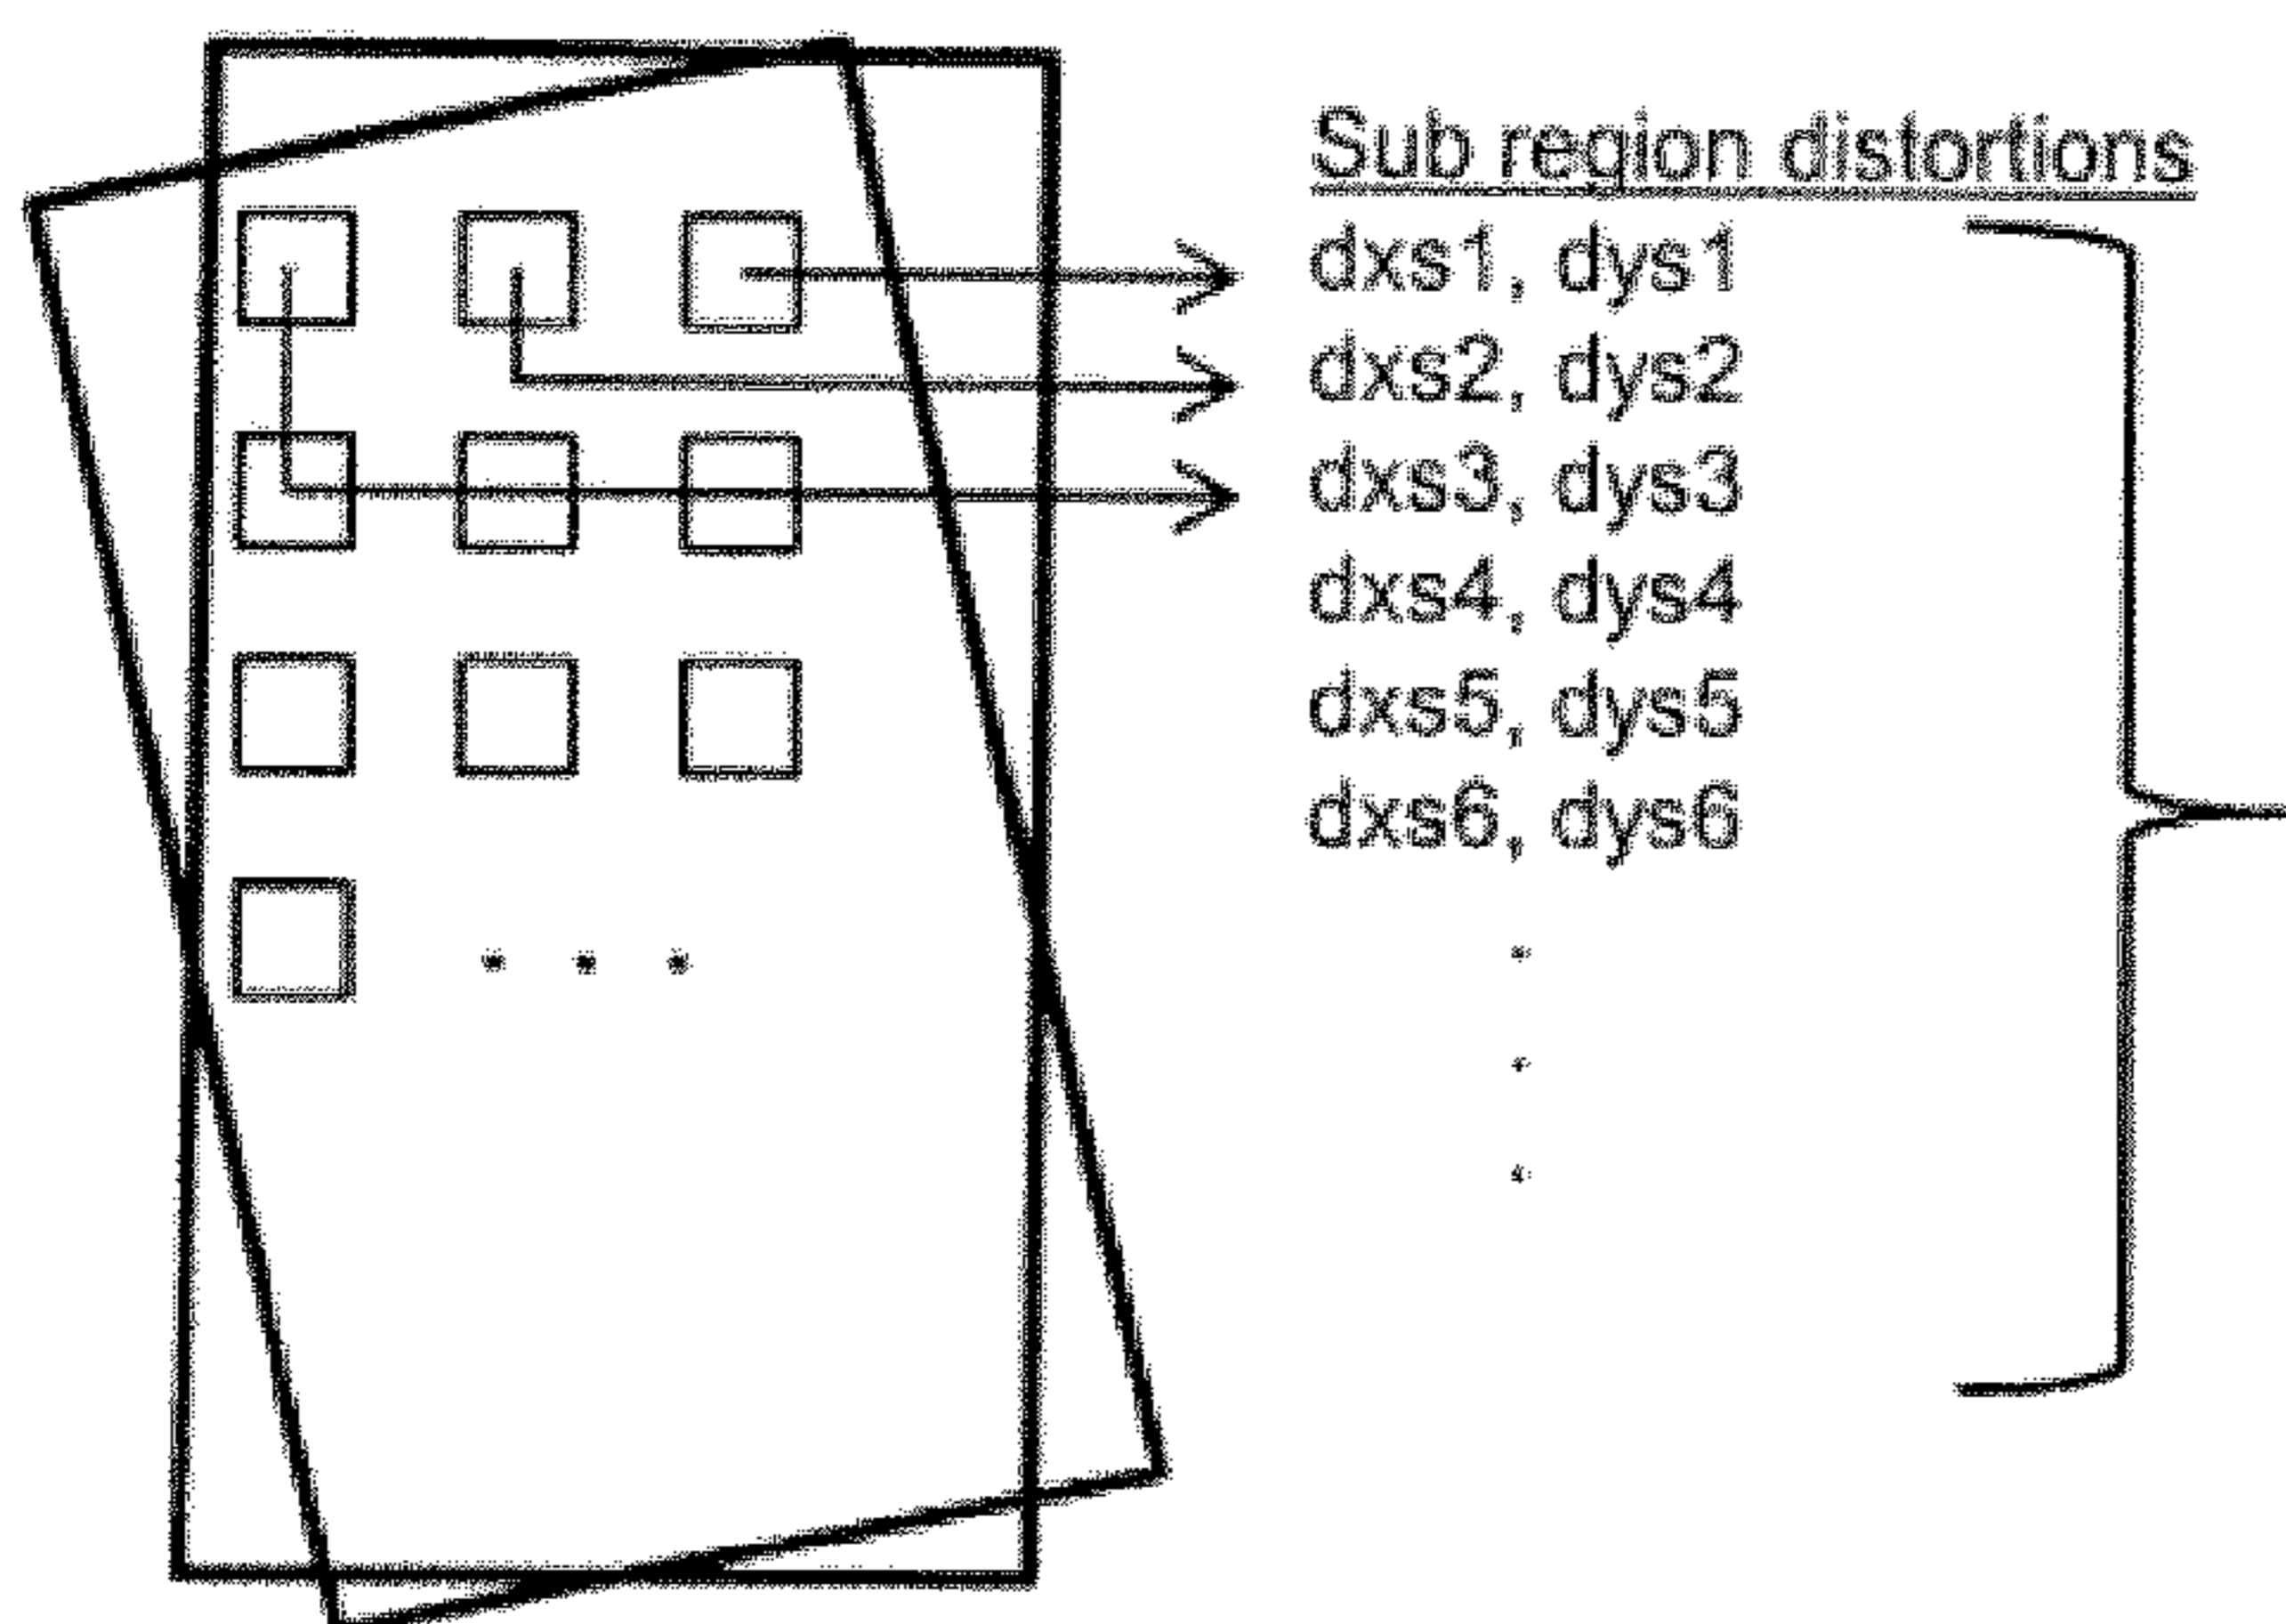 Sub region distortions
dxs1, dys1
dxs2, dys2
dxs3, dys3
dxs4, dys4
dxs5, dys5
dxs6, dys6